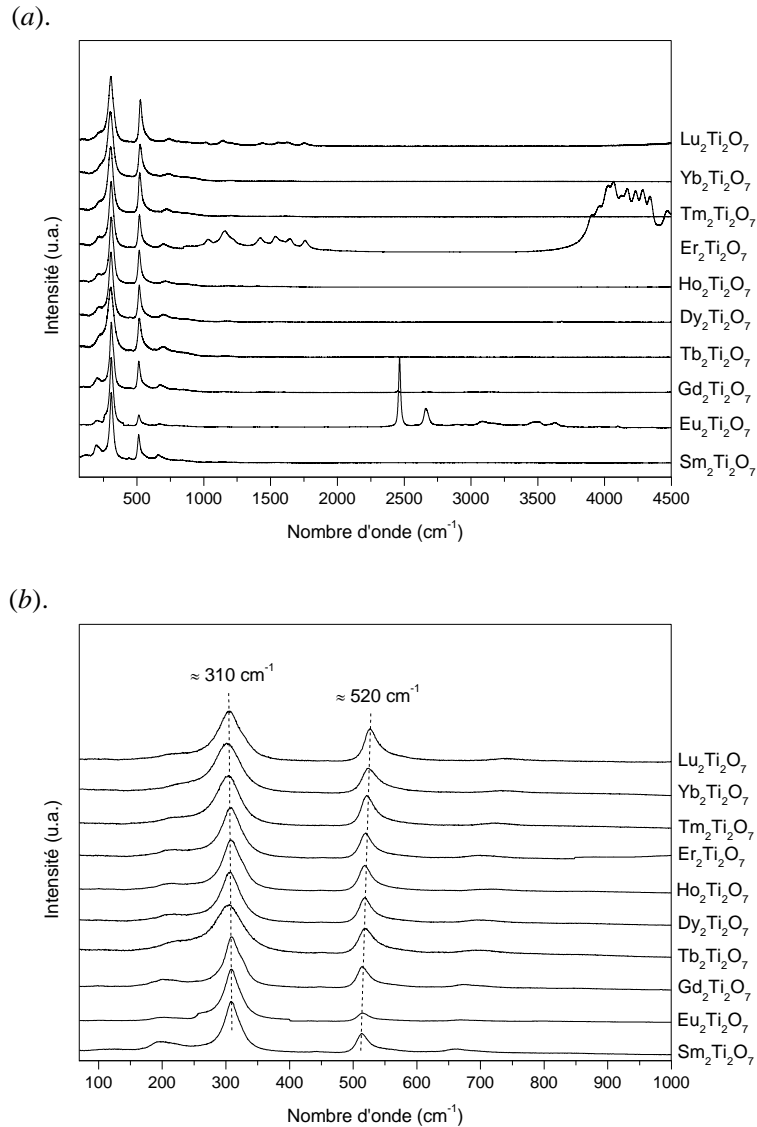 (a).
Lu2Ti2O7
Yb2Ti2O7
Tm2Ti2O7
Er2Ti2O7
Ho2Ti2O7
Dy2Ti2O7
Tb2Ti2O7
Gd2Ti2O7
Eu2Ti2O7
Sm2Ti2O7
Intensité (u.a.)
500 1000 1500 2000 2500 3000 3500 4000 4500
Nombre d'onde (cm-1)
(b).
≈ 310 cm-1
≈ 520 cm-1
Lu2Ti2O7
Yb2Ti2O7
Tm2Ti2O7
Er2Ti2O7
Ho2Ti2O7
Dy2Ti2O7
Tb2Ti2O7
Gd2Ti2O7
Eu2Ti2O7
Sm2Ti2O7
Intensité (u.a.)
100 200 300 400 500 600 700 800 900 1000
Nombre d'onde (cm-1)